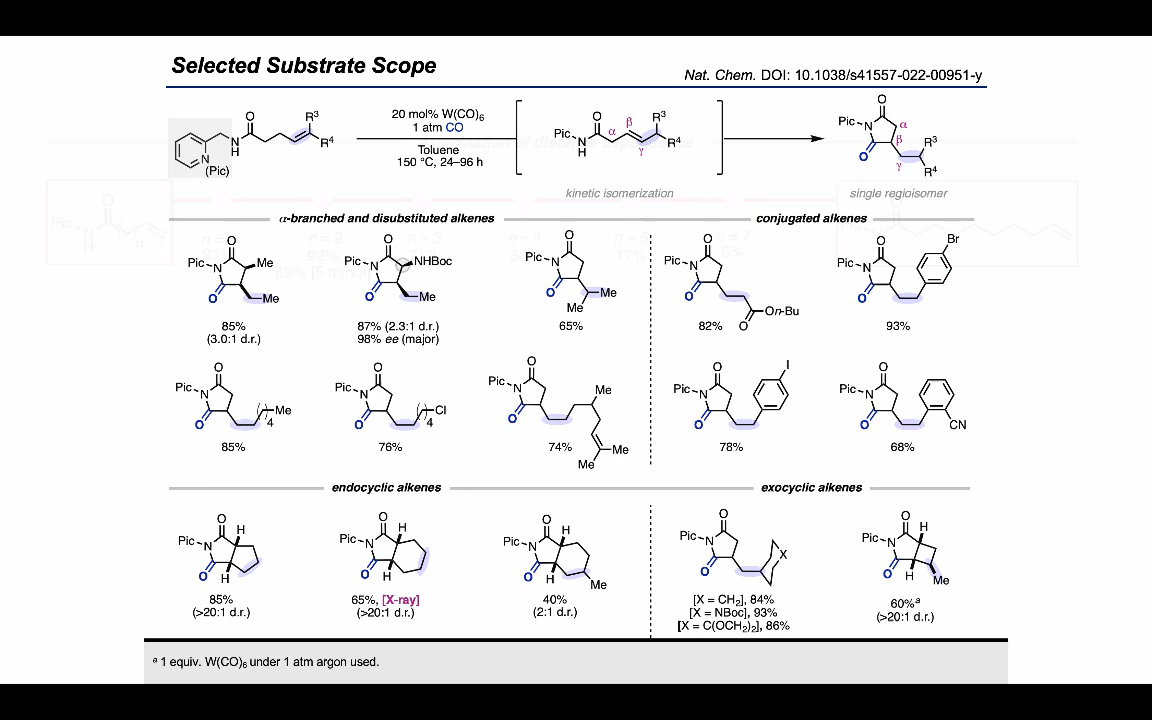 Selected Substrate Scope
Nat. Chem. DOI: 10.1038/s41557-022-00951-y
O
N
H
N
(Pic)
R³
R⁴
20 mol% W(CO)₆
1 atm CO
Toluene
150 °C, 24–96 h
Pic
N
H
O
α
β
γ
R³
R⁴
kinetic isomerization
O
Pic
N
O
α
β
γ
R³
R⁴
single regioisomer
α-branched and disubstituted alkenes
conjugated alkenes
O
Pic
N
Me
O
Me
85%
(3.0:1 d.r.)
O
Pic
N
NHBoc
O
Me
87% (2.3:1 d.r.)
98% ee (major)
O
Pic
N
O
Me
Me
65%
O
Pic
N
O
O
On-Bu
82%
O
Pic
N
O
Br
93%
O
Pic
N
O
Me
4
85%
O
Pic
N
O
Cl
4
76%
O
Pic
N
O
Me
Me
Me
74%
O
Pic
N
O
I
78%
O
Pic
N
O
CN
68%
endocyclic alkenes
exocyclic alkenes
O
H
Pic
N
O
H
85%
(>20:1 d.r.)
O
H
Pic
N
O
H
65%, [X-ray]
(>20:1 d.r.)
O
H
Pic
N
O
H
Me
40%
(2:1 d.r.)
O
Pic
N
O
X
[X = CH₂], 84%
[X = NBoc], 93%
[X = C(OCH₂)₂], 86%
O
H
Pic
N
O
H
Me
60%ᵃ
(>20:1 d.r.)
ᵃ 1 equiv. W(CO)₆ under 1 atm argon used.